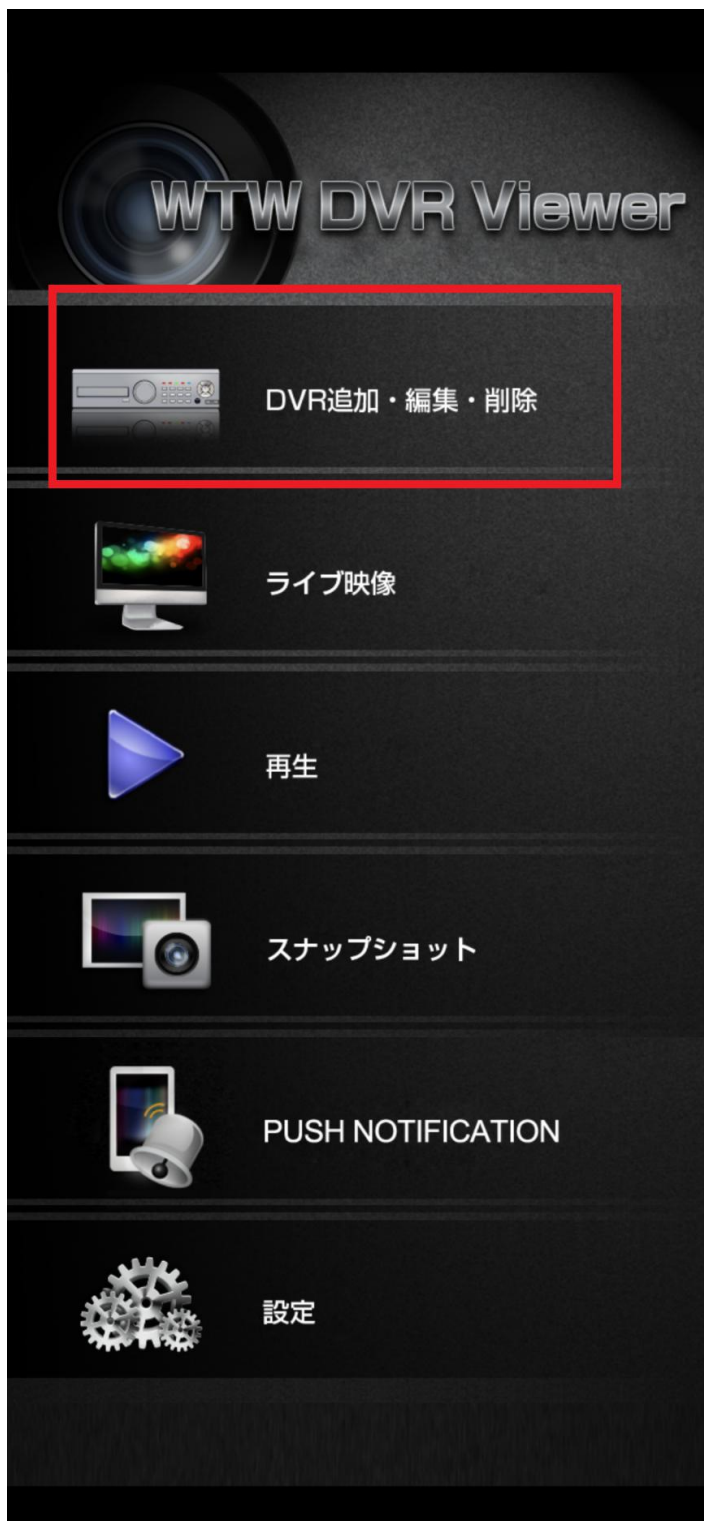 WTW DVR Viewer
DVR追加・編集・削除
ライブ映像
再生
スナップショット
PUSH NOTIFICATION
設定